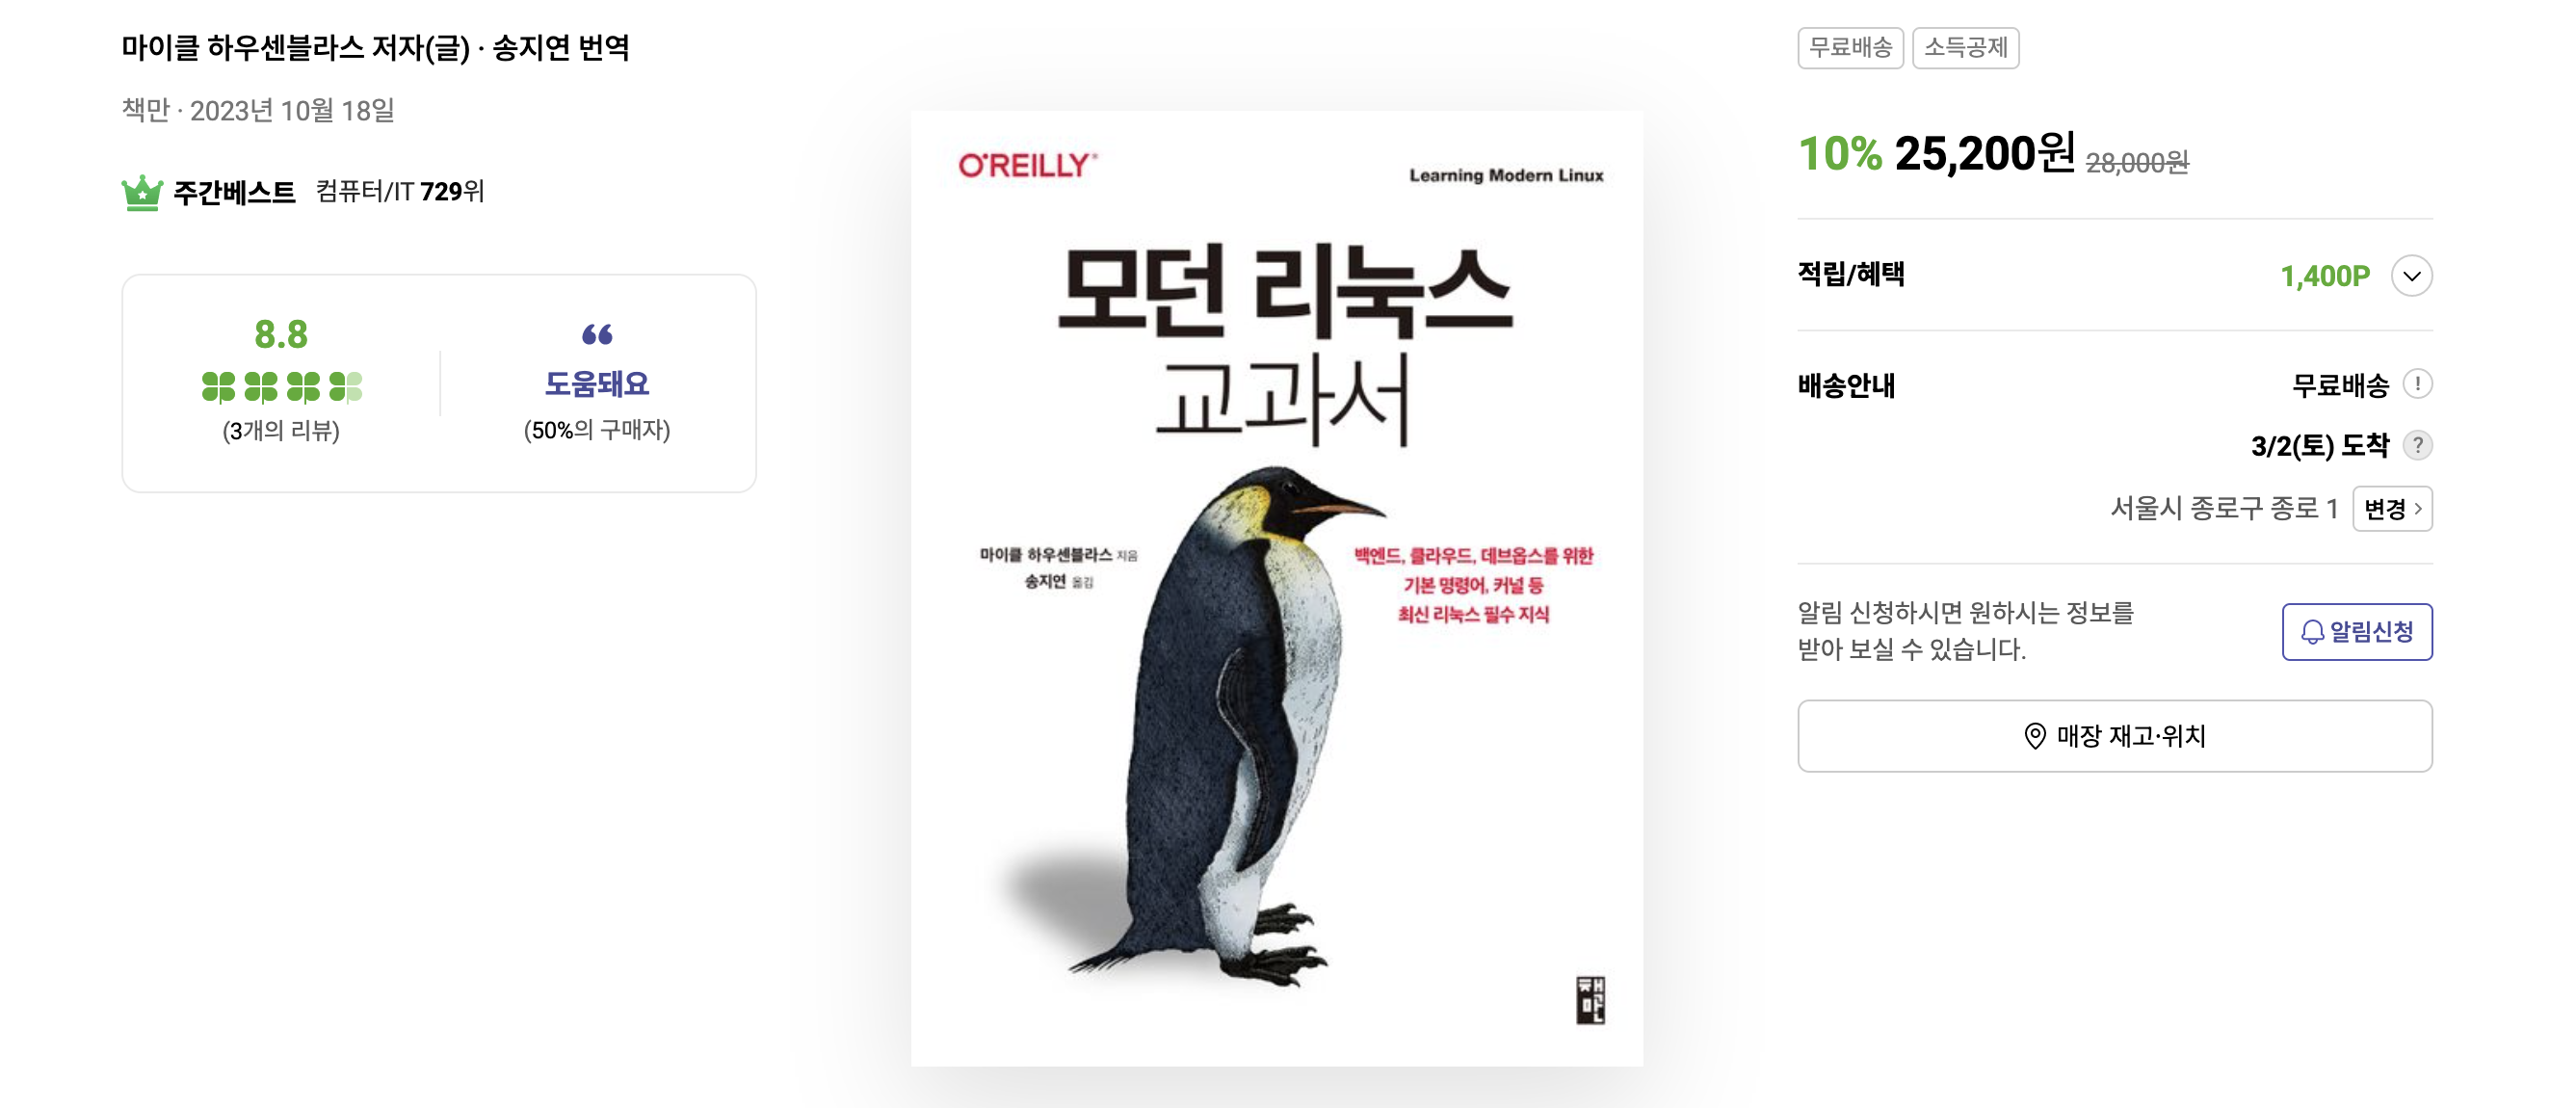 마이클 하우센블라스 저자(글) · 송지연 번역
책만 · 2023년 10월 18일
주간베스트 컴퓨터/IT 729위
8.8
(3개의 리뷰)
도움돼요
(50%의 구매자)
O'REILLY®
Learning Modern Linux
모던 리눅스
교과서
마이클 하우센블라스 지음
송지연 옮김
백엔드, 클라우드, 데브옵스를 위한
기본 명령어, 커널 등
최신 리눅스 필수 지식
책만
무료배송 소득공제
10% 25,200원 28,000원
적립/혜택 1,400P
배송안내 무료배송
3/2(토) 도착
서울시 종로구 종로 1 변경
알림 신청하시면 원하시는 정보를
받아 보실 수 있습니다.
알림신청
매장 재고·위치